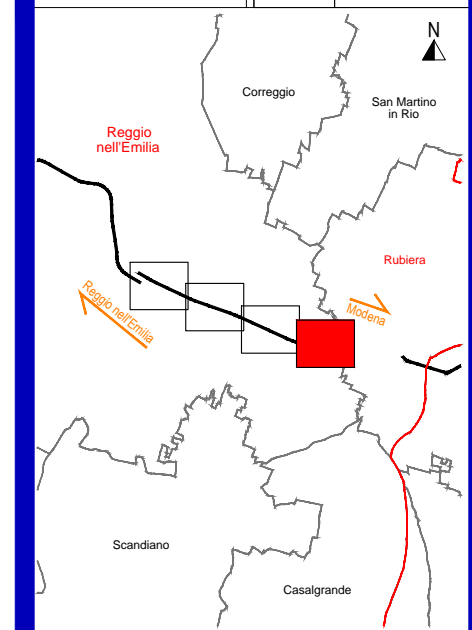 N
Correggio
San Martino
in Rio
Reggio
nell'Emilia
Rubiera
Reggio nell'Emilia
Modena
Scandiano
Casalgrande